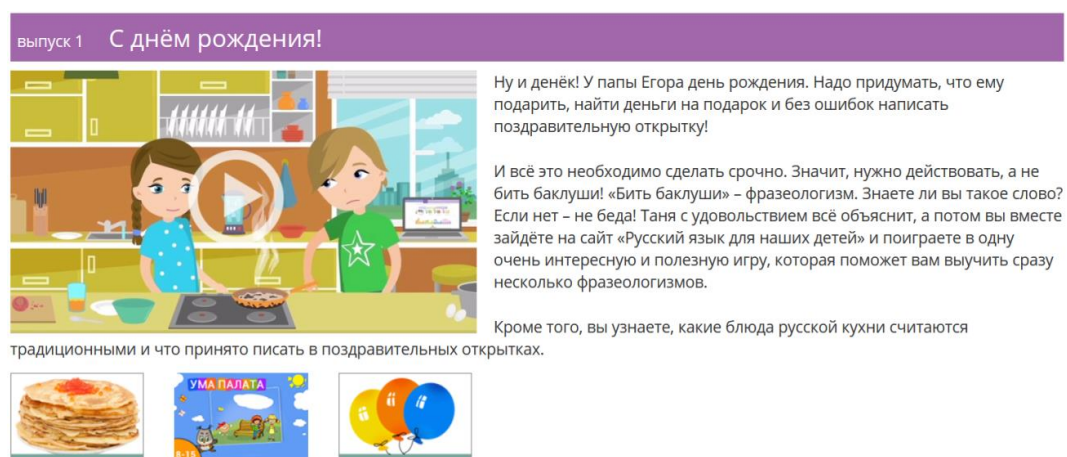 выпуск 1 С днём рождения!
Ну и денёк! У папы Егора день рождения. Надо придумать, что ему
подарить, найти деньги на подарок и без ошибок написать
поздравительную открытку!
И всё это необходимо сделать срочно. Значит, нужно действовать, а не
бить баклуши! «Бить баклуши» – фразеологизм. Знаете ли вы такое слово?
Если нет – не беда! Таня с удовольствием всё объяснит, а потом вы вместе
зайдёте на сайт «Русский язык для наших детей» и поиграете в одну
очень интересную и полезную игру, которая поможет вам выучить сразу
несколько фразеологизмов.
Кроме того, вы узнаете, какие блюда русской кухни считаются
традиционными и что принято писать в поздравительных открытках.
УМА ПАЛАТА
8-15